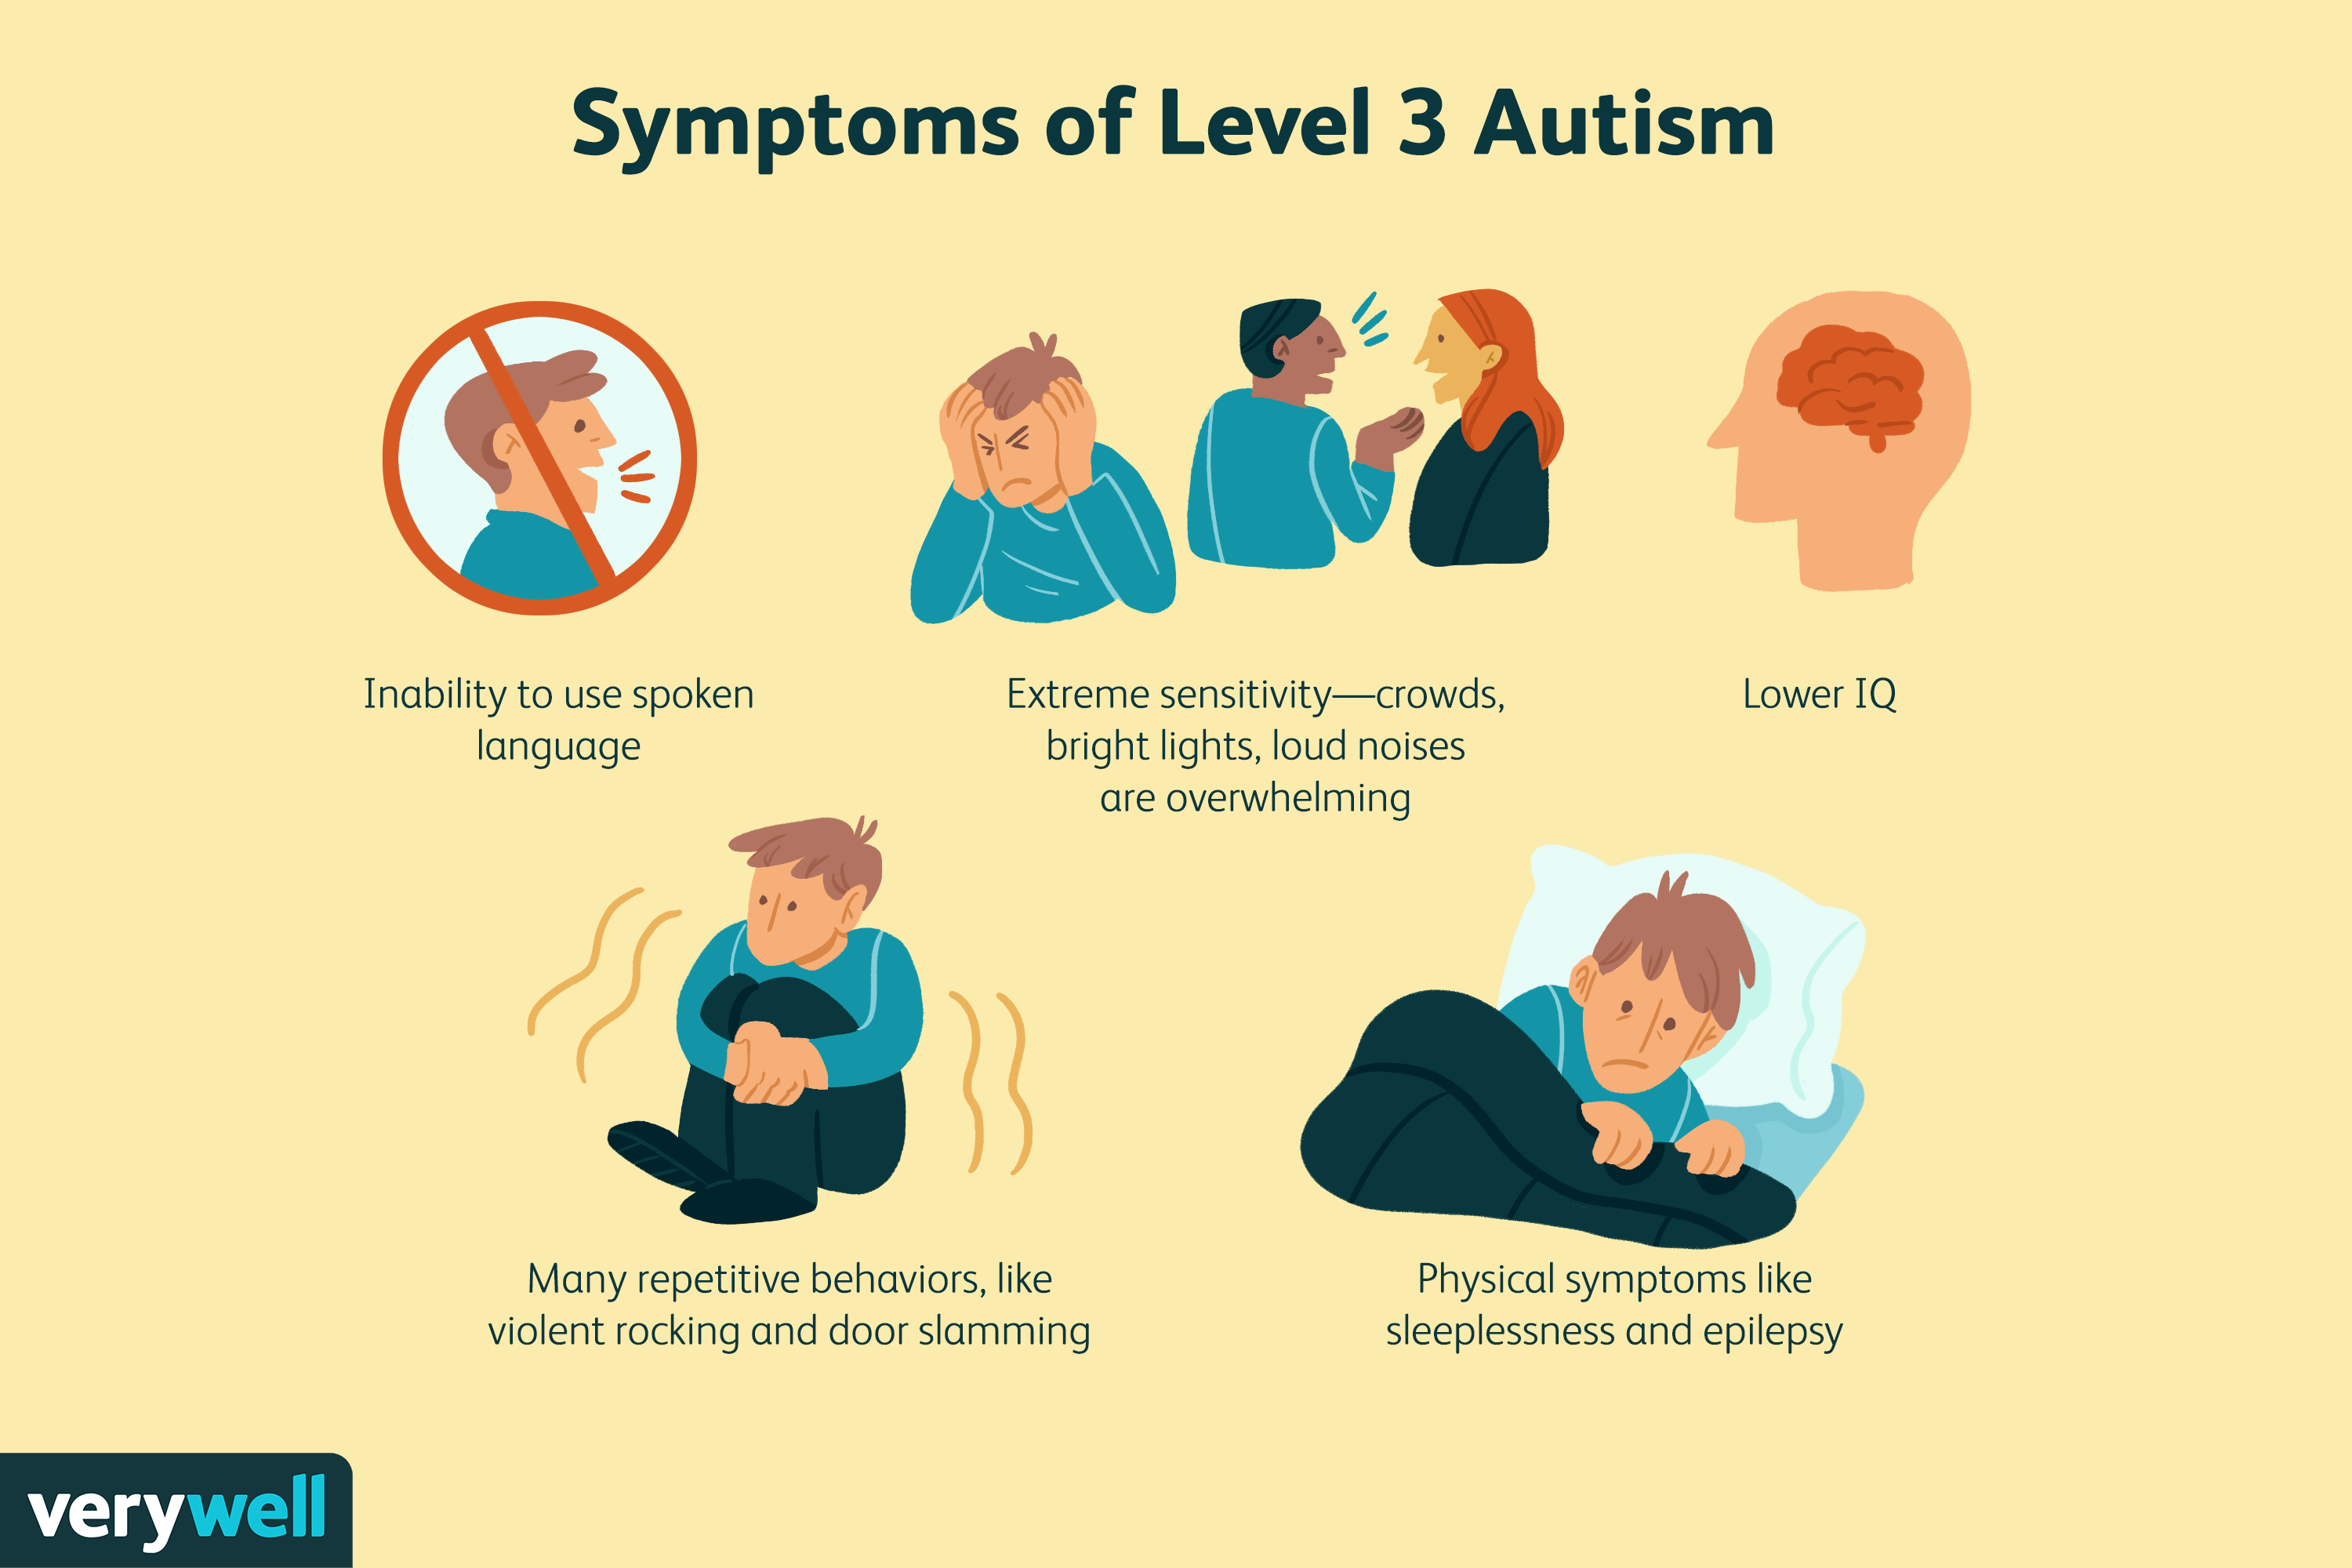 Symptoms of Level 3 Autism
Inability to use spoken
language
Extreme sensitivity—crowds,
bright lights, loud noises
are overwhelming
Lower IQ
Many repetitive behaviors, like
violent rocking and door slamming
Physical symptoms like
sleeplessness and epilepsy
verywell